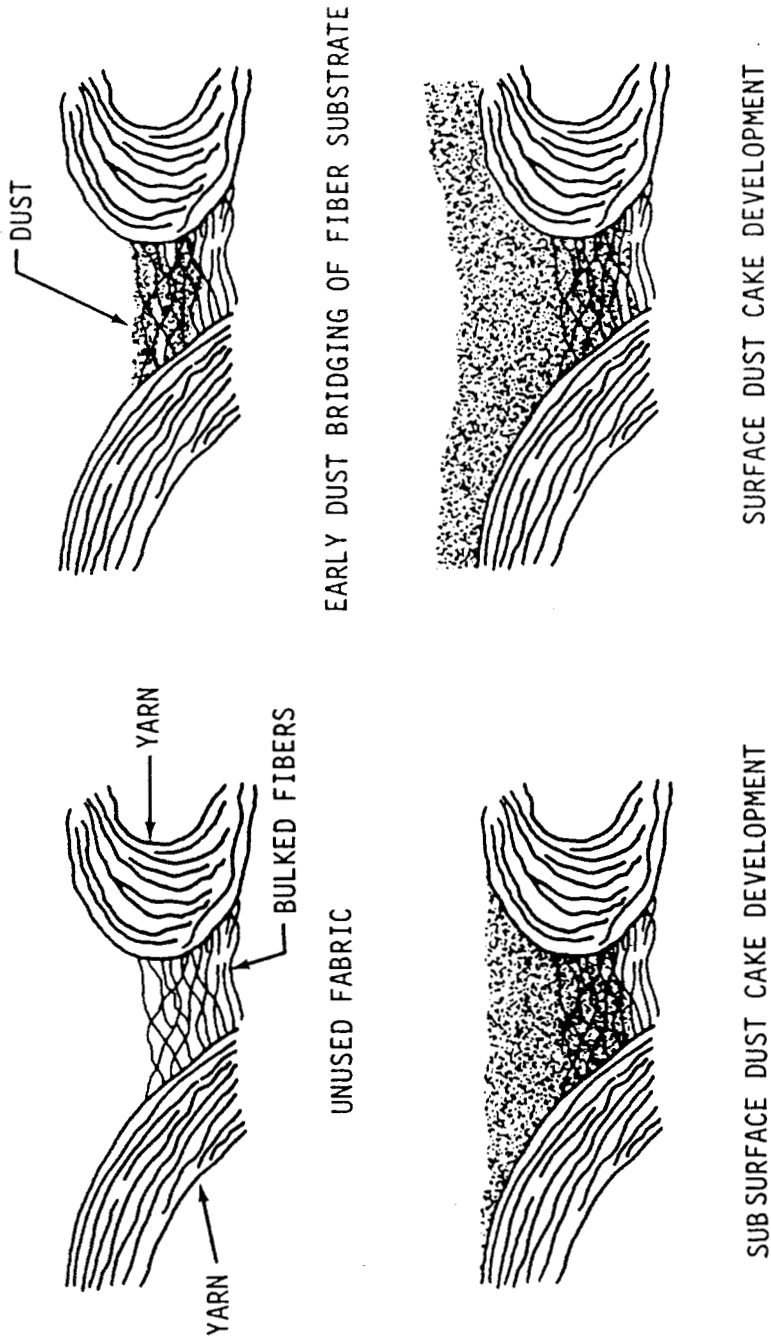 YARN
YARN
BULKED FIBERS
UNUSED FABRIC
DUST
EARLY DUST BRIDGING OF FIBER SUBSTRATE
SUB SURFACE DUST CAKE DEVELOPMENT
SURFACE DUST CAKE DEVELOPMENT